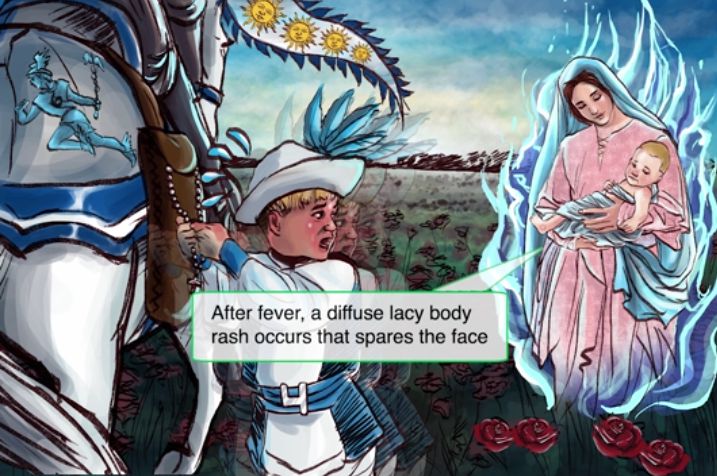 After fever, a diffuse lacy body
rash occurs that spares the face